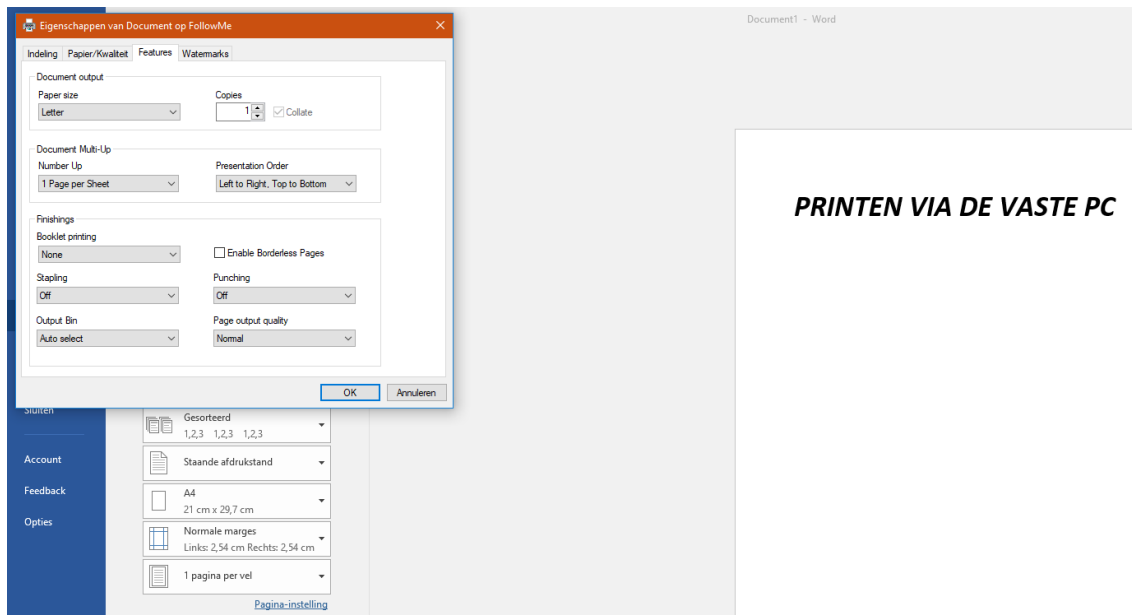 Eigenschappen van Document op FollowMe
Document1 - Word
Indeling Papier/Kwaliteit Features Watermarks
Document output
Paper size Copies
Letter 1 Collate
Document Multi-Up
Number Up Presentation Order
1 Page per Sheet Left to Right, Top to Bottom
Finishings
Booklet printing
None Enable Borderless Pages
Stapling Punching
Off Off
Output Bin Page output quality
Auto select Normal
OK Annuleren
PRINTEN VIA DE VASTE PC
Sluiten
Account
Feedback
Opties
Gesorteerd
1,2,3 1,2,3 1,2,3
Staande afdrukstand
A4
21 cm x 29,7 cm
Normale marges
Links: 2,54 cm Rechts: 2,54 cm
1 pagina per vel
Pagina-instelling